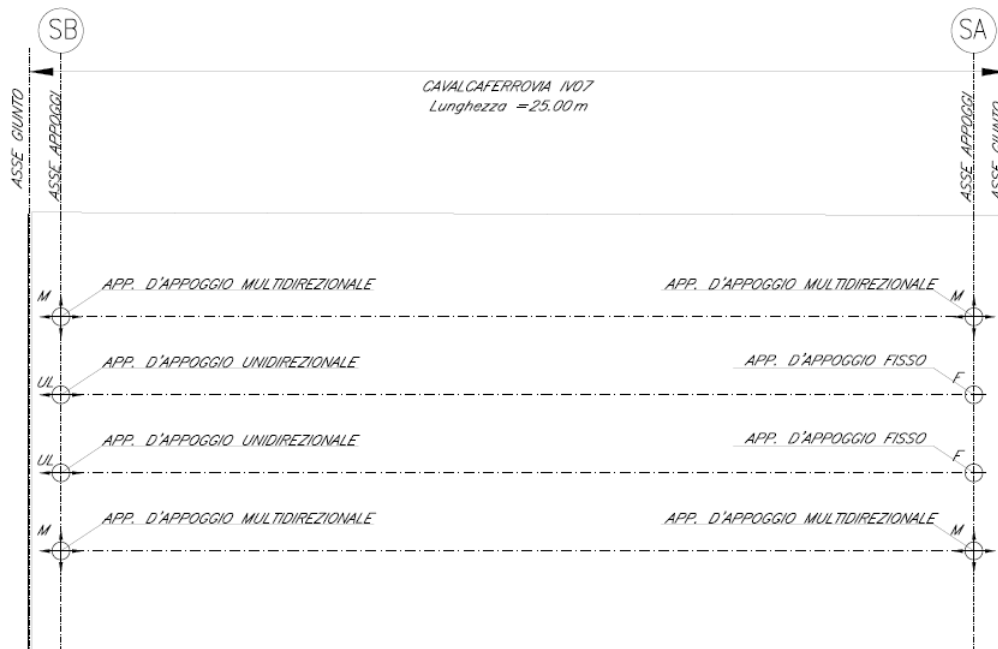 SB
SA
CAVALCAFERROVIA IV07
Lunghezza =25.00 m
ASSE GIUNTO
ASSE APPOGGI
ASSE APPOGGI
ASSE GIUNTO
M
APP. D'APPOGGIO MULTIDIREZIONALE
APP. D'APPOGGIO MULTIDIREZIONALE
M
UL
APP. D'APPOGGIO UNIDIREZIONALE
APP. D'APPOGGIO FISSO
F
UL
APP. D'APPOGGIO UNIDIREZIONALE
APP. D'APPOGGIO FISSO
F
M
APP. D'APPOGGIO MULTIDIREZIONALE
APP. D'APPOGGIO MULTIDIREZIONALE
M